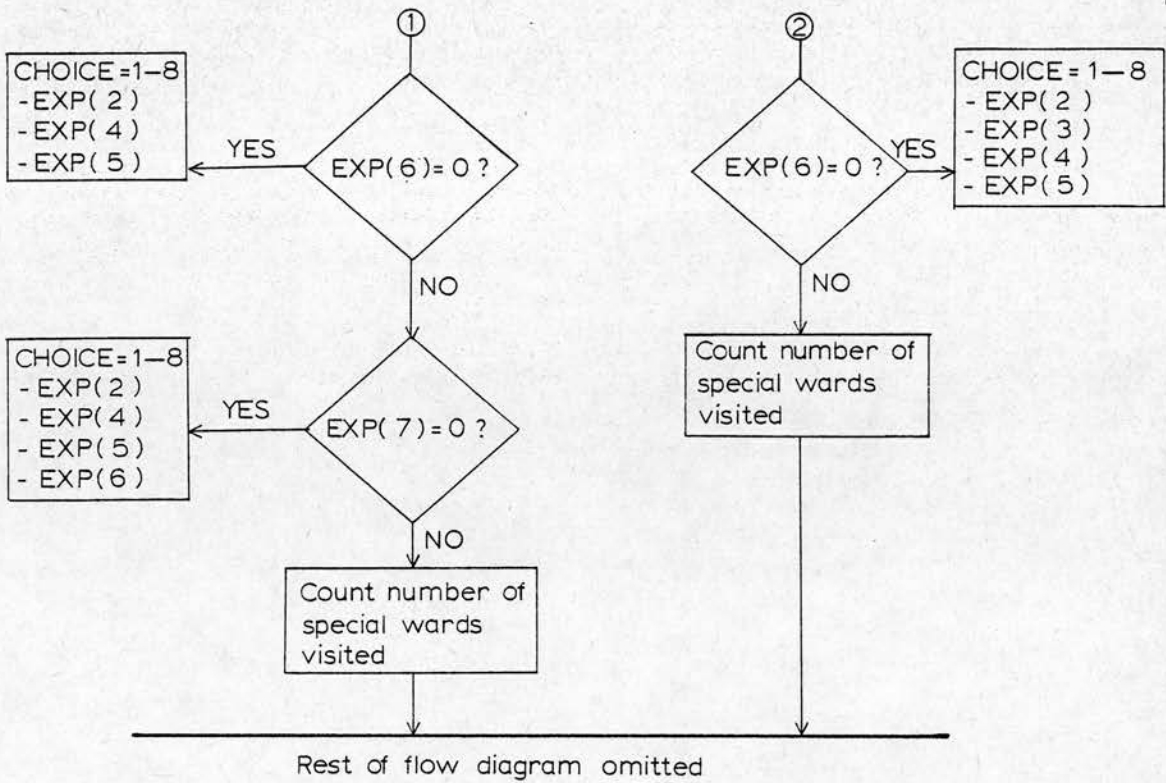 ①
CHOICE=1—8
- EXP(2)
- EXP(4)
- EXP(5)
YES
EXP(6)=0 ?
NO
CHOICE=1—8
- EXP(2)
- EXP(4)
- EXP(5)
- EXP(6)
YES
EXP(7)=0 ?
NO
Count number of
special wards
visited
②
EXP(6)=0 ?
YES
CHOICE=1—8
- EXP(2)
- EXP(3)
- EXP(4)
- EXP(5)
NO
Count number of
special wards
visited
Rest of flow diagram omitted